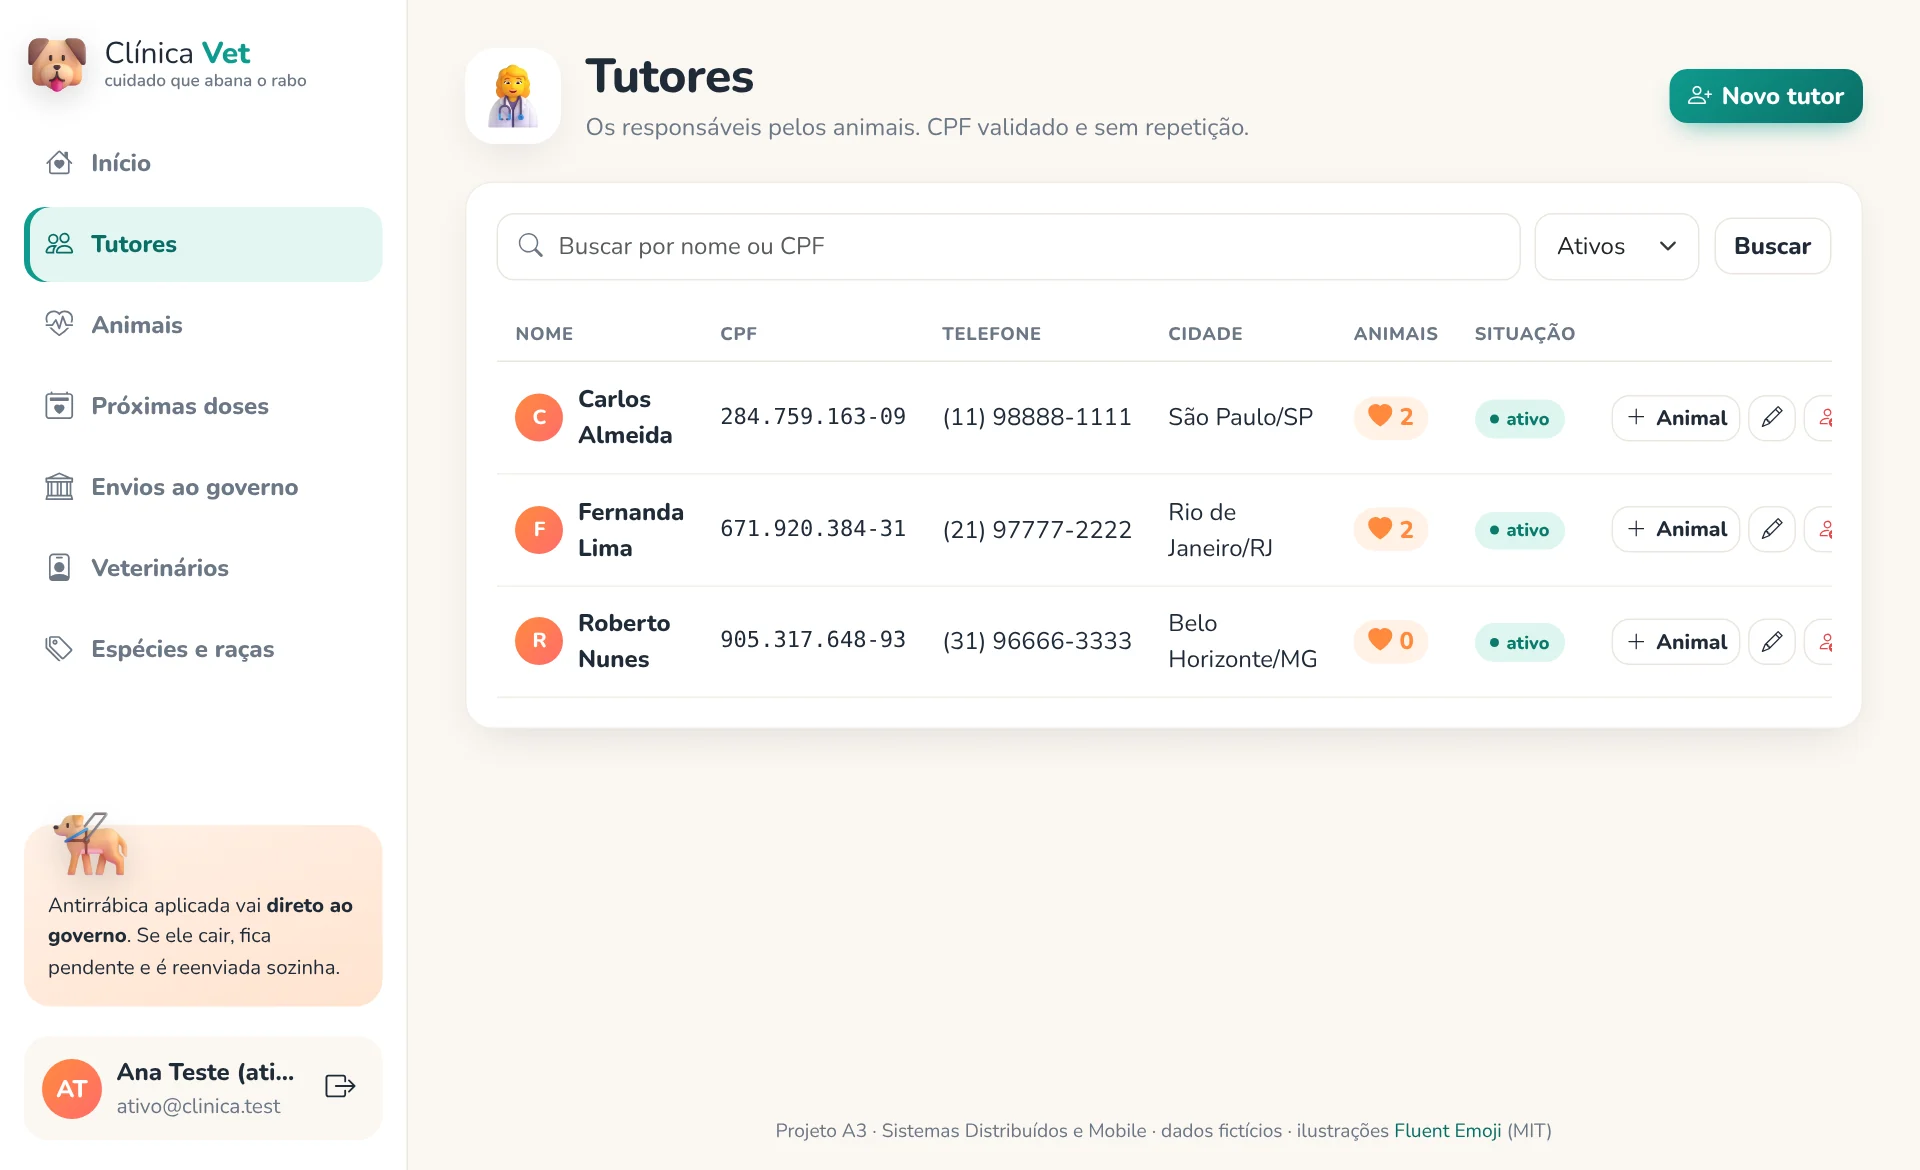 Clínica Vet
cuidado que abana o rabo
Início
Tutores
Animais
Próximas doses
Envios ao governo
Veterinários
Espécies e raças
Antirrábica aplicada vai direto ao
governo. Se ele cair, fica
pendente e é reenviada sozinha.
AT
Ana Teste (ati...
ativo@clinica.test
Tutores
Os responsáveis pelos animais. CPF validado e sem repetição.
Novo tutor
Buscar por nome ou CPF
Ativos
Buscar
NOME CPF TELEFONE CIDADE ANIMAIS SITUAÇÃO
C Carlos Almeida 284.759.163-09 (11) 98888-1111 São Paulo/SP 2 ativo + Animal
F Fernanda Lima 671.920.384-31 (21) 97777-2222 Rio de Janeiro/RJ 2 ativo + Animal
R Roberto Nunes 905.317.648-93 (31) 96666-3333 Belo Horizonte/MG 0 ativo + Animal
Projeto A3 · Sistemas Distribuídos e Mobile · dados fictícios · ilustrações Fluent Emoji (MIT)